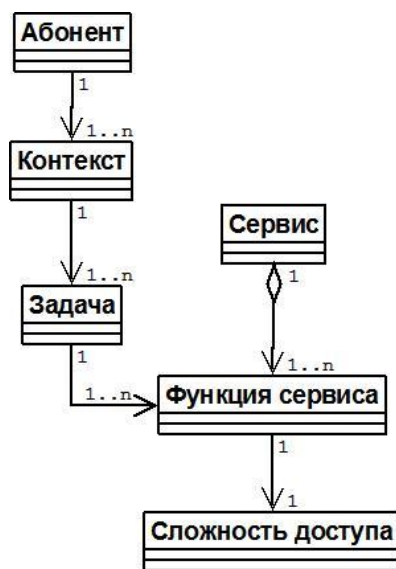 Абонент
1
1..n
Контекст
1
1..n
Сервис
1
Задача
1
1..n
1..n
Функция сервиса
1
1
Сложность доступа